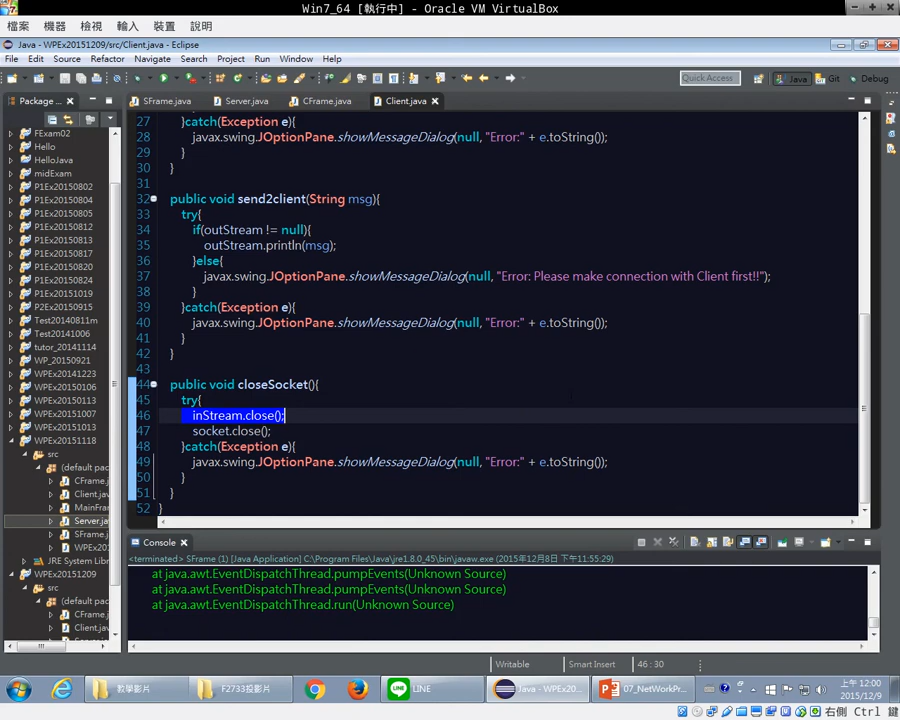 Win7_64 [執行中] - Oracle VM VirtualBox
檔案 機器 檢視 輸入 裝置 說明
Java - WPEx20151209/src/Client.java - Eclipse
File Edit Source Refactor Navigate Search Project Run Window Help
Quick Access Java Git Debug
Package ... SFrame.java Server.java CFrame.java Client.java
FExam02
Hello
HelloJava
midExam
P1Ex20150802
P1Ex20150804
P1Ex20150805
P1Ex20150812
P1Ex20150813
P1Ex20150817
P1Ex20150820
P1Ex20150824
P1Ex20151019
P2Ex20150915
Test20140811m
Test20141006
tutor_20141114
WP_20150921
WPEx20141223
WPEx20150106
WPEx20151007
WPEx20151013
WPEx20151118
src
(default pac
CFrame.j
Client.ja
MainFran
Server.ja
SFrame.j
WPEx20
JRE System Libr
WPEx20151209
src
(default pac
CFrame.j
Client.ja
27 }catch(Exception e){
28 javax.swing.JOptionPane.showMessageDialog(null, "Error:" + e.toString());
29 }
30 }
31
32 public void send2client(String msg){
33 try{
34 if(outStream != null){
35 outStream.println(msg);
36 }else{
37 javax.swing.JOptionPane.showMessageDialog(null, "Error: Please make connection with Client first!!");
38 }
39 }catch(Exception e){
40 javax.swing.JOptionPane.showMessageDialog(null, "Error:" + e.toString());
41 }
42 }
43
44 public void closeSocket(){
45 try{
46 inStream.close();
47 socket.close();
48 }catch(Exception e){
49 javax.swing.JOptionPane.showMessageDialog(null, "Error:" + e.toString());
50 }
51 }
52 }
Console
<terminated> SFrame (1) [Java Application] C:\Program Files\Java\jre1.8.0_45\bin\javaw.exe (2015年12月8日 下午11:55:29)
at java.awt.EventDispatchThread.pumpEvents(Unknown Source)
at java.awt.EventDispatchThread.pumpEvents(Unknown Source)
at java.awt.EventDispatchThread.run(Unknown Source)
Writable Smart Insert 46 : 30
教學影片 F2733投影片 LINE Java - WPEx20... 07_NetWorkPr...
上午 12:00
2015/12/9
右側 Ctrl 鍵